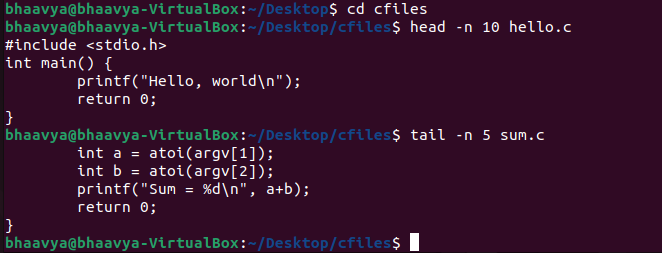 bhaavya@bhaavya-VirtualBox:~/Desktop$ cd cfiles
bhaavya@bhaavya-VirtualBox:~/Desktop/cfiles$ head -n 10 hello.c
#include <stdio.h>
int main() {
        printf("Hello, world\n");
        return 0;
}
bhaavya@bhaavya-VirtualBox:~/Desktop/cfiles$ tail -n 5 sum.c
        int a = atoi(argv[1]);
        int b = atoi(argv[2]);
        printf("Sum = %d\n", a+b);
        return 0;
}
bhaavya@bhaavya-VirtualBox:~/Desktop/cfiles$